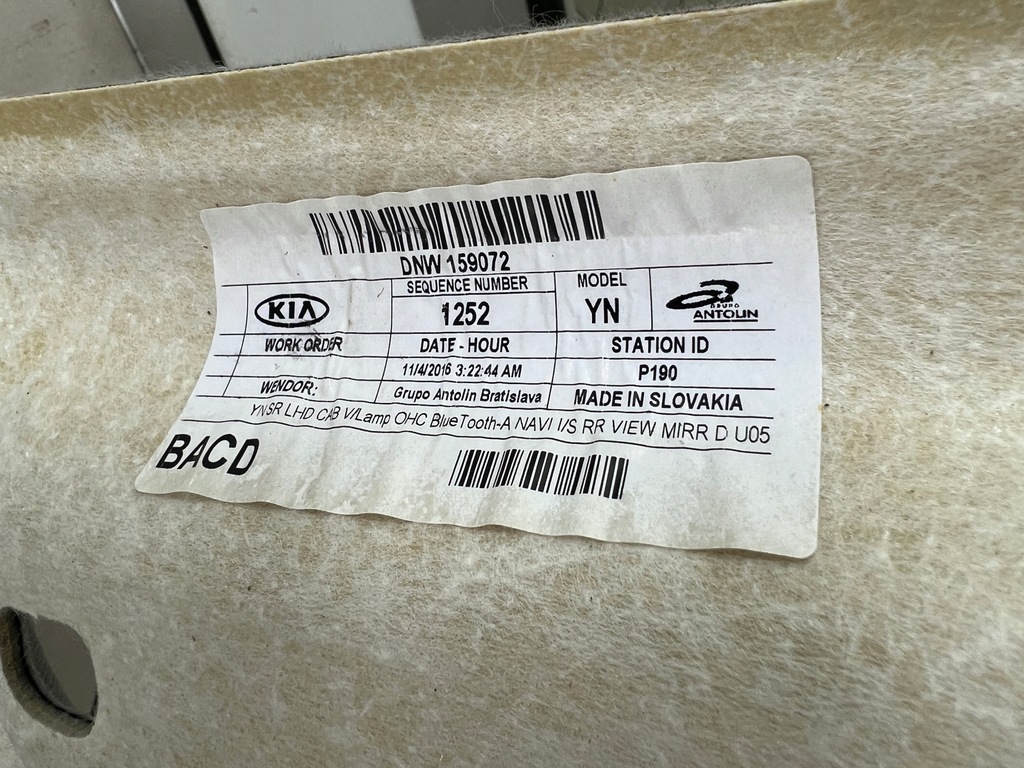 DNW 159072
KIA
SEQUENCE NUMBER
1252
MODEL
YN
GRUPO
ANTOLIN
WORK ORDER
DATE - HOUR
STATION ID
11/4/2016 3:22:44 AM
P190
WENDOR:
Grupo Antolin Bratislava
MADE IN SLOVAKIA
YN SR LHD CAB V/Lamp OHC BlueTooth-A NAVI I/S RR VIEW MIRR D U05
BACD